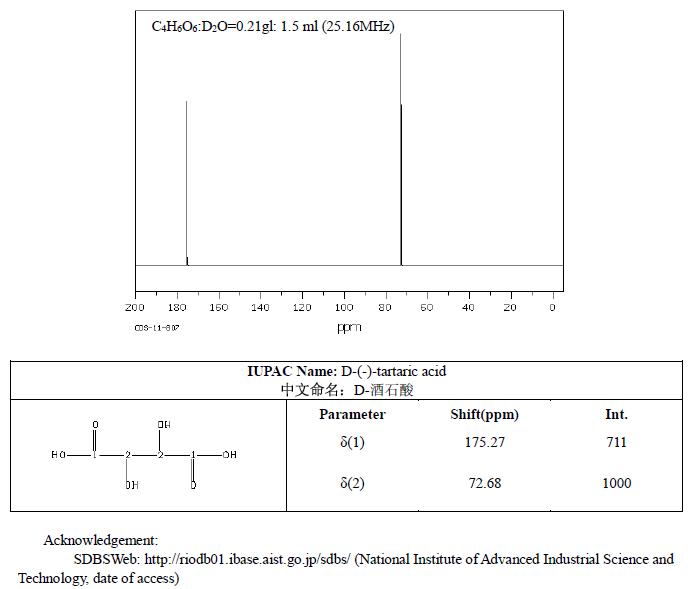 C₄H₆O₆:D₂O=0.21gl: 1.5 ml (25.16MHz)
200 180 160 140 120 100 80 60 40 20 0
CDS-11-807
ppm
IUPAC Name: D-(-)-tartaric acid
中文命名：D-酒石酸
Parameter Shift(ppm) Int.
O OH
δ(1) 175.27 711
HO 1 2 2 1 OH
OH O
δ(2) 72.68 1000
Acknowledgement:
SDBSWeb: http://riodb01.ibase.aist.go.jp/sdbs/ (National Institute of Advanced Industrial Science and
Technology, date of access)